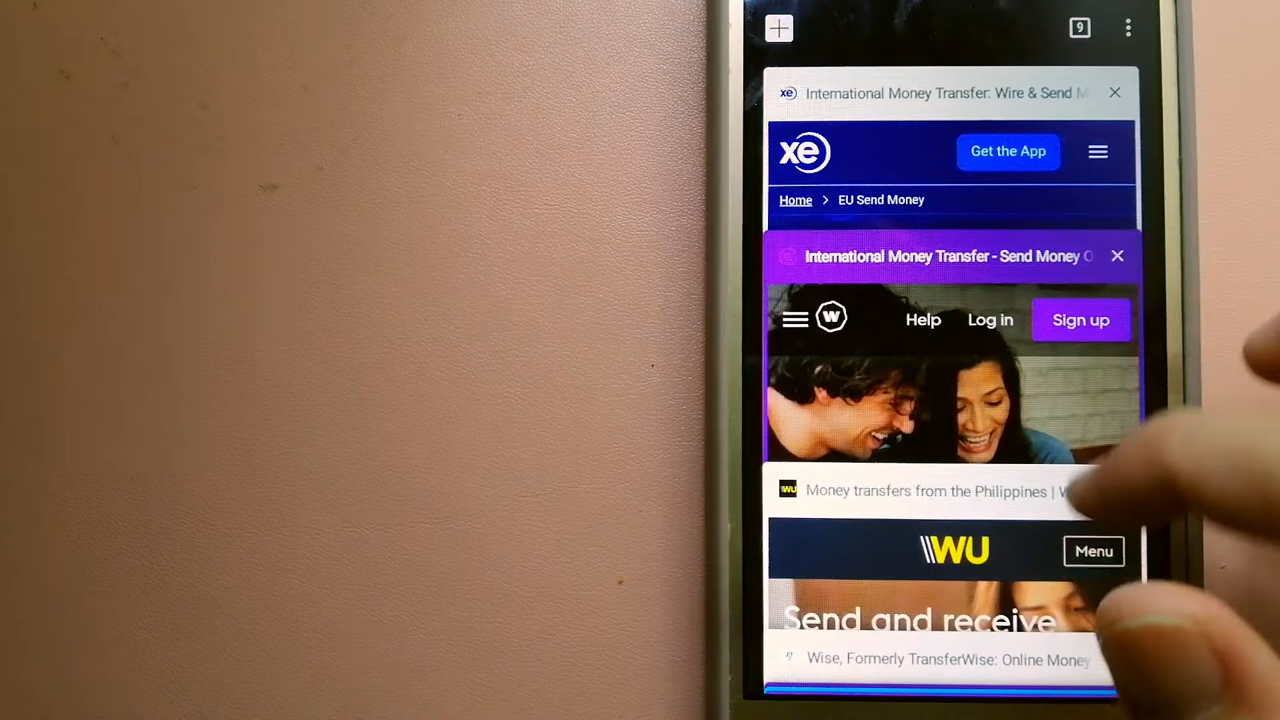 9
xe International Money Transfer: Wire & Send M
xe Get the App
Home > EU Send Money
International Money Transfer - Send Money O
W Help Log in Sign up
WU Money transfers from the Philippines | W
WU Menu
Send and receive
Wise, Formerly TransferWise: Online Money